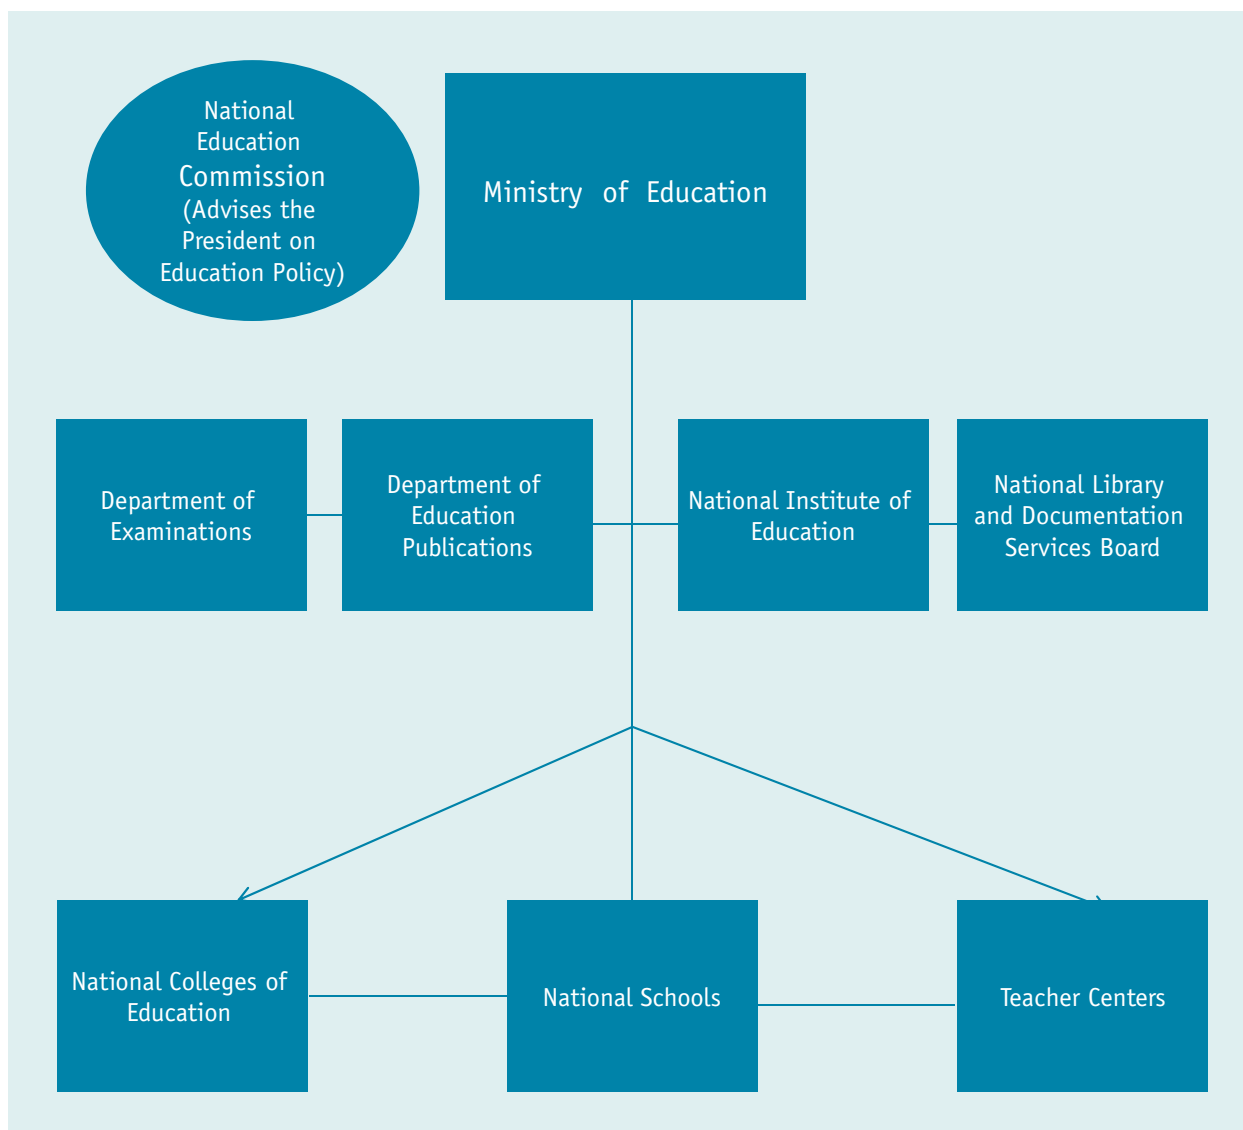 National
Education
Commission
(Advises the
President on
Education Policy)
Ministry of Education
Department of
Examinations
Department of
Education
Publications
National Institute of
Education
National Library
and Documentation
Services Board
National Colleges of
Education
National Schools
Teacher Centers